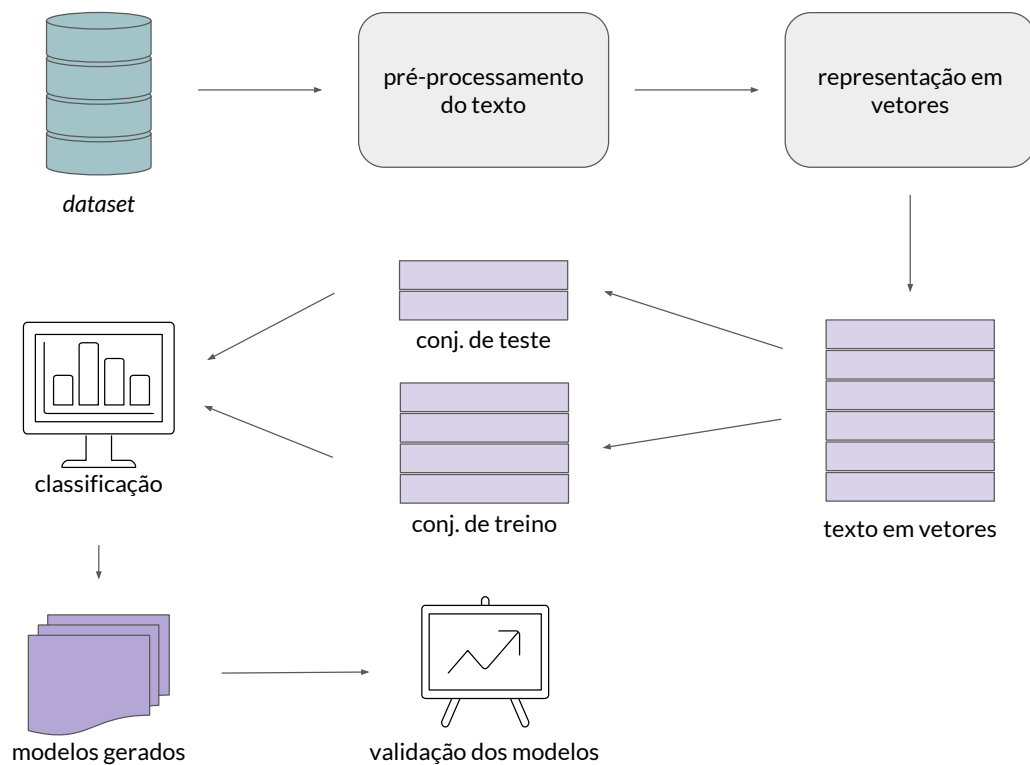 pré-processamento
do texto
representação em
vetores
dataset
conj. de teste
classificação
conj. de treino
texto em vetores
modelos gerados
validação dos modelos